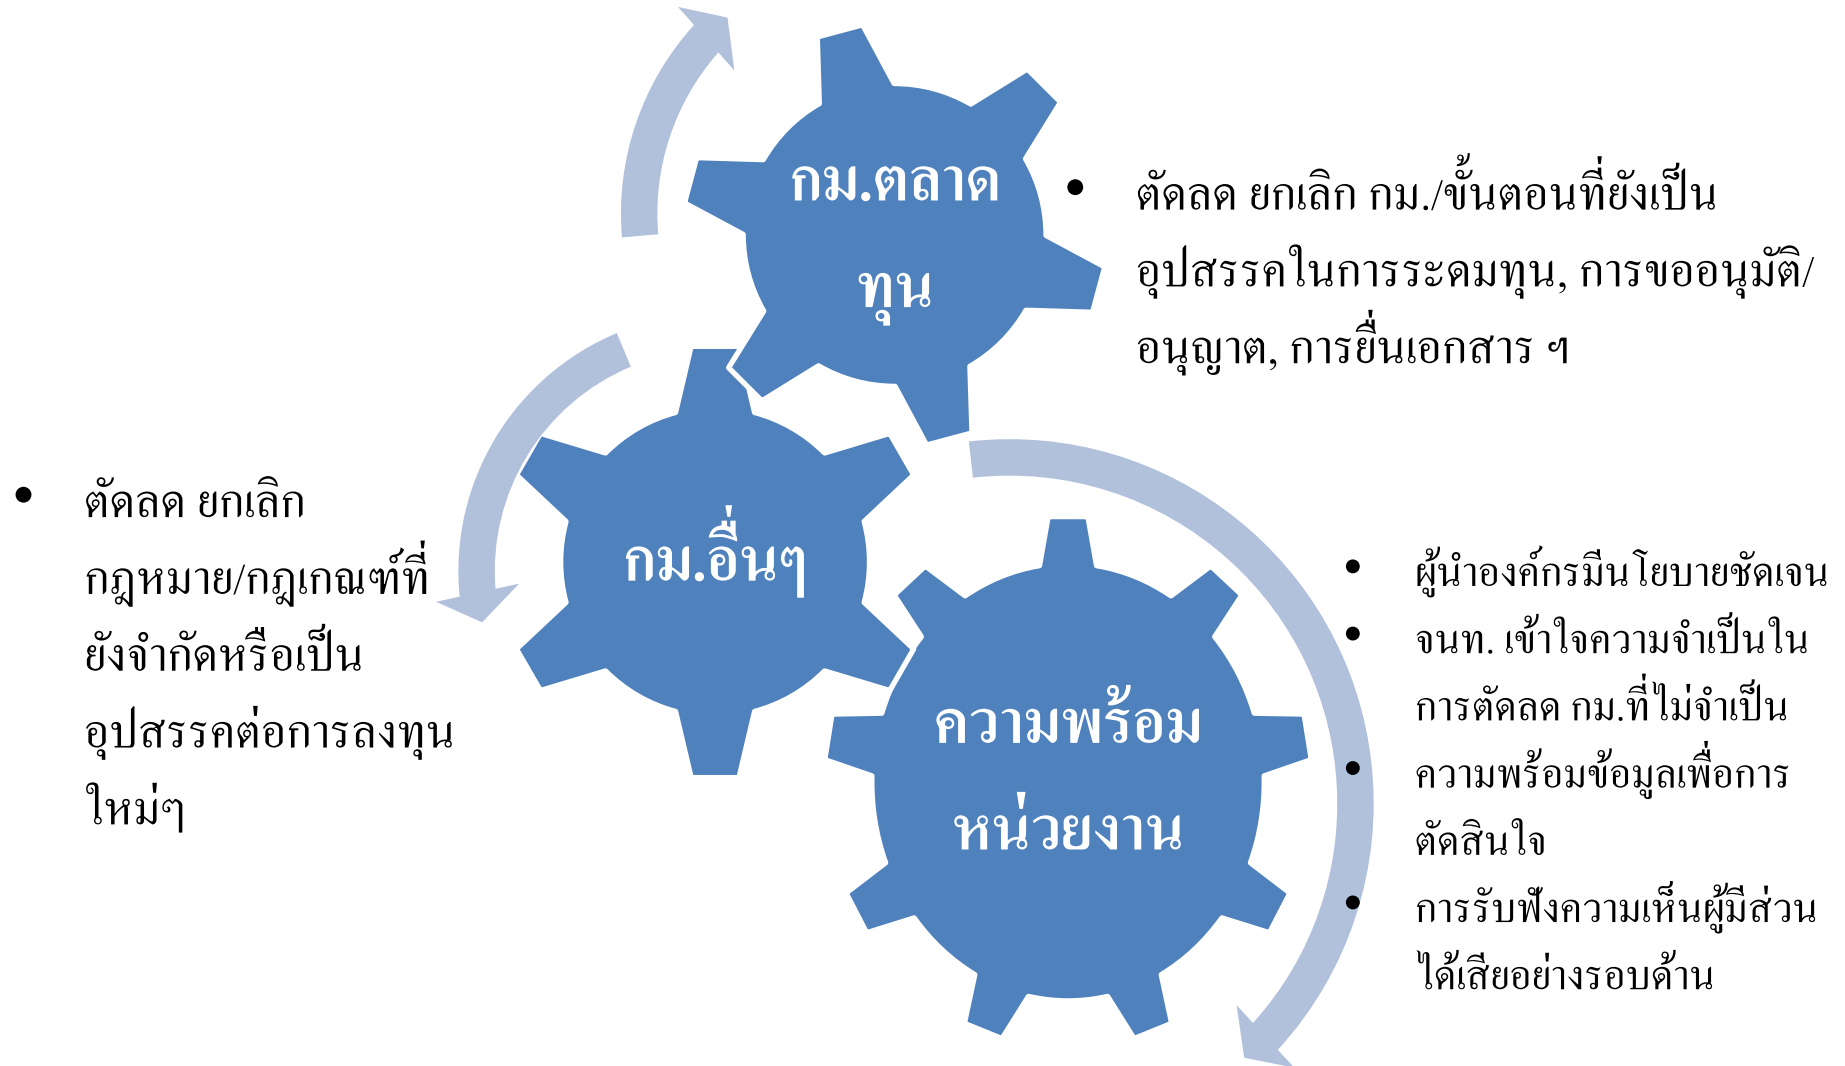 กม.ตลาด
ทุน
• ตัดลด ยกเลิก กม./ขั้นตอนที่ยังเป็น
อุปสรรคในการระดมทุน, การขออนุมัติ/
อนุญาต, การยื่นเอกสาร ฯ
กม.อื่นๆ
• ตัดลด ยกเลิก
กฎหมาย/กฎเกณฑ์ที่
ยังจำกัดหรือเป็น
อุปสรรคต่อการลงทุน
ใหม่ๆ
ความพร้อม
หน่วยงาน
• ผู้นำองค์กรมีนโยบายชัดเจน
• จนท. เข้าใจความจำเป็นใน
การตัดลด กม.ที่ไม่จำเป็น
• ความพร้อมข้อมูลเพื่อการ
ตัดสินใจ
• การรับฟังความเห็นผู้มีส่วน
ได้เสียอย่างรอบด้าน